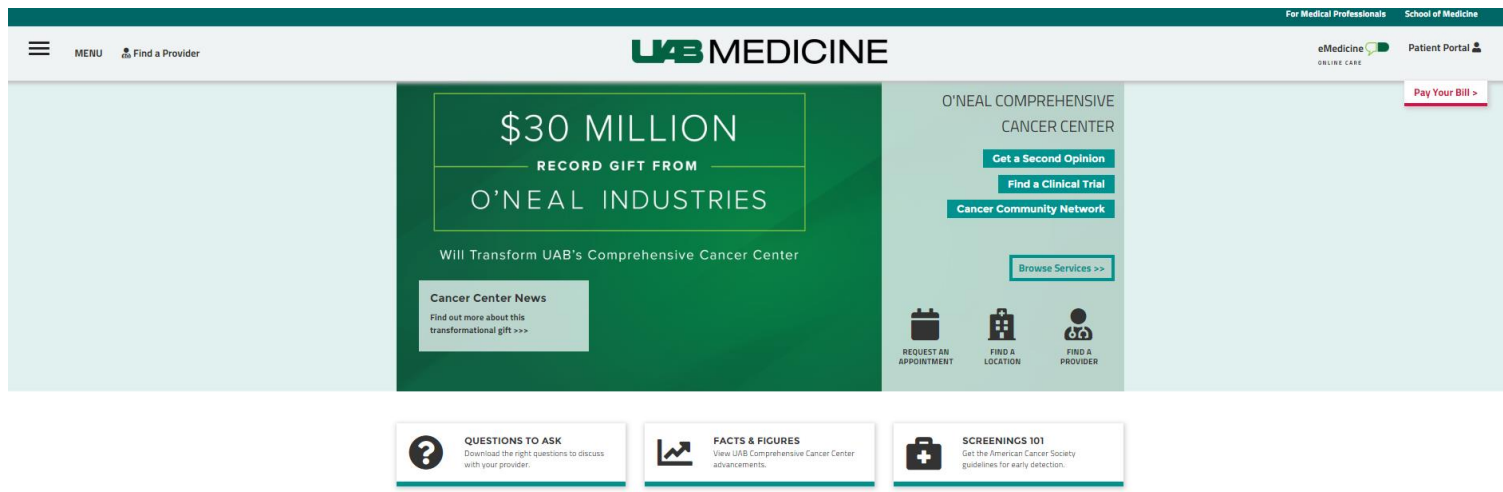 For Medical Professionals School of Medicine
MENU Find a Provider
UAB MEDICINE
eMedicine
ONLINE CARE
Patient Portal
Pay Your Bill >
$30 MILLION
RECORD GIFT FROM
O'NEAL INDUSTRIES
Will Transform UAB's Comprehensive Cancer Center
Cancer Center News
Find out more about this
transformational gift >>>
O'NEAL COMPREHENSIVE
CANCER CENTER
Get a Second Opinion
Find a Clinical Trial
Cancer Community Network
Browse Services >>
REQUEST AN
APPOINTMENT
FIND A
LOCATION
FIND A
PROVIDER
QUESTIONS TO ASK
Download the right questions to discuss
with your provider.
FACTS & FIGURES
View UAB Comprehensive Cancer Center
advancements.
SCREENINGS 101
Get the American Cancer Society
guidelines for early detection.